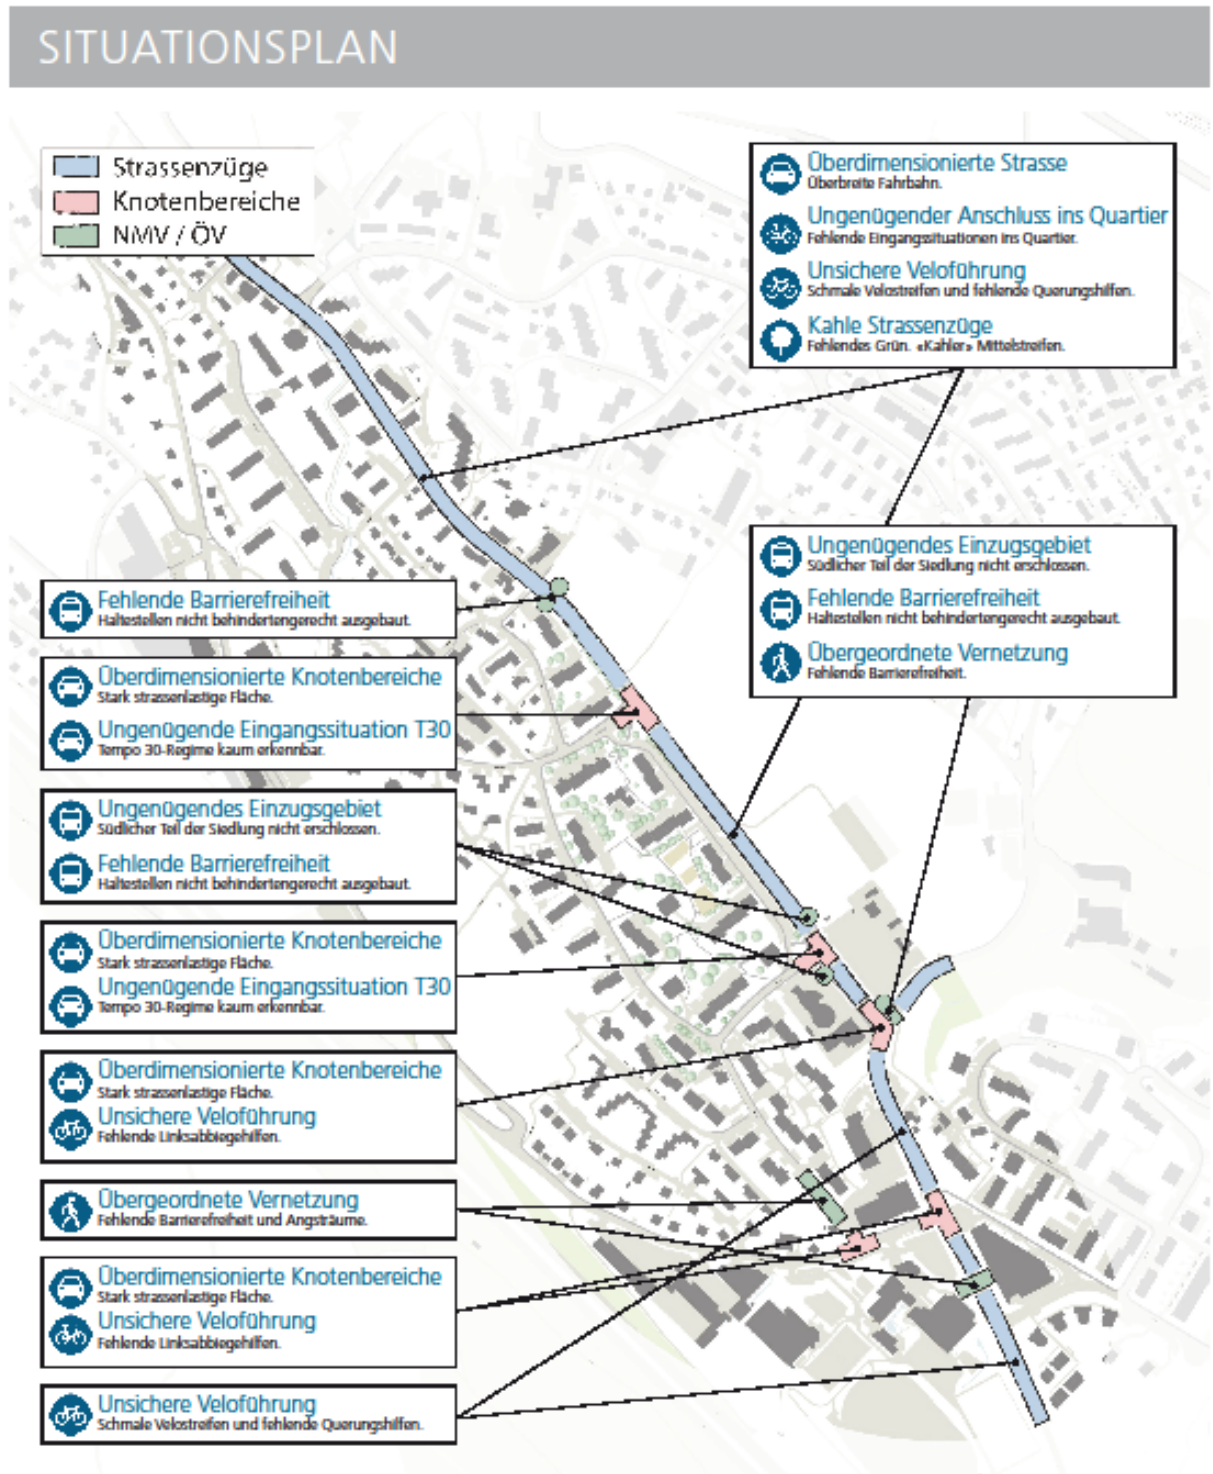 SITUATIONSPLAN
Strassenzüge
Knotenbereiche
NMV / ÖV
Überdimensionierte Strasse
Überbreite Fahrbahn.
Ungenügender Anschluss ins Quartier
Fehlende Eingangssituationen ins Quartier.
Unsichere Veloführung
Schmale Velostreifen und fehlende Querungshilfen.
Kahle Strassenzüge
Fehlendes Grün. «Kahler» Mittelstreifen.
Ungenügendes Einzugsgebiet
Südlicher Teil der Siedlung nicht erschlossen.
Fehlende Barrierefreiheit
Haltestellen nicht behindertengerecht ausgebaut.
Übergeordnete Vernetzung
Fehlende Barrierefreiheit.
Fehlende Barrierefreiheit
Haltestellen nicht behindertengerecht ausgebaut.
Überdimensionierte Knotenbereiche
Stark strassenlastige Fläche.
Ungenügende Eingangssituation T30
Tempo 30-Regime kaum erkennbar.
Ungenügendes Einzugsgebiet
Südlicher Teil der Siedlung nicht erschlossen.
Fehlende Barrierefreiheit
Haltestellen nicht behindertengerecht ausgebaut.
Überdimensionierte Knotenbereiche
Stark strassenlastige Fläche.
Ungenügende Eingangssituation T30
Tempo 30-Regime kaum erkennbar.
Überdimensionierte Knotenbereiche
Stark strassenlastige Fläche.
Unsichere Veloführung
Fehlende Linksabbiegehilfen.
Übergeordnete Vernetzung
Fehlende Barrierefreiheit und Angsträume.
Überdimensionierte Knotenbereiche
Stark strassenlastige Fläche.
Unsichere Veloführung
Fehlende Linksabbiegehilfen.
Unsichere Veloführung
Schmale Velostreifen und fehlende Querungshilfen.